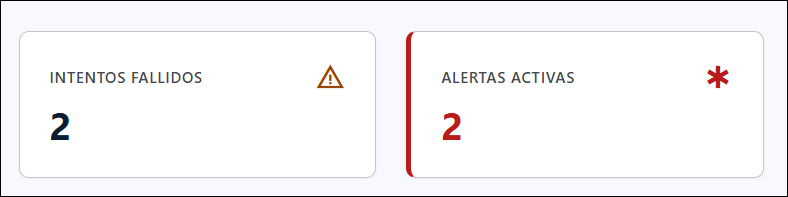 INTENTOS FALLIDOS
2
ALERTAS ACTIVAS
2